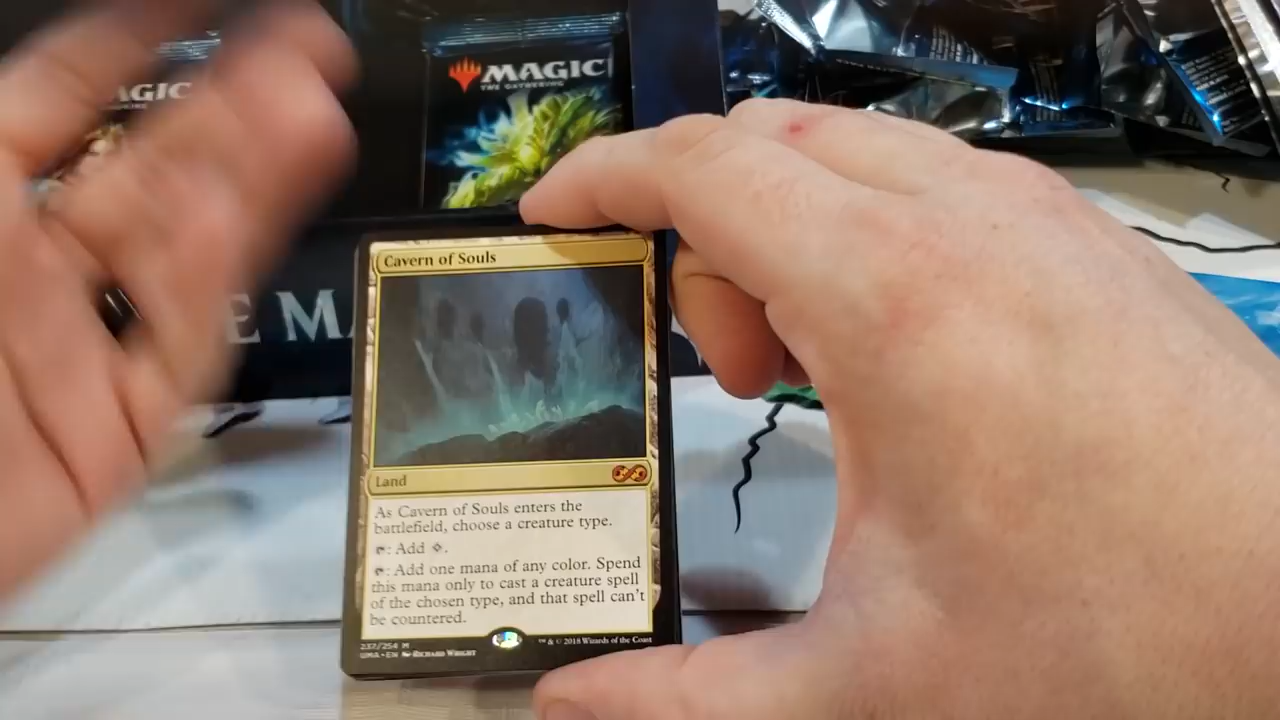 AGIC
MAGIC
THE GATHERING
E MA
Cavern of Souls
Land
As Cavern of Souls enters the
battlefield, choose a creature type.
: Add .
: Add one mana of any color. Spend
this mana only to cast a creature spell
of the chosen type, and that spell can't
be countered.
237/254 M
UMA • EN RICHARD WRIGHT
™ & © 2018 Wizards of the Coast